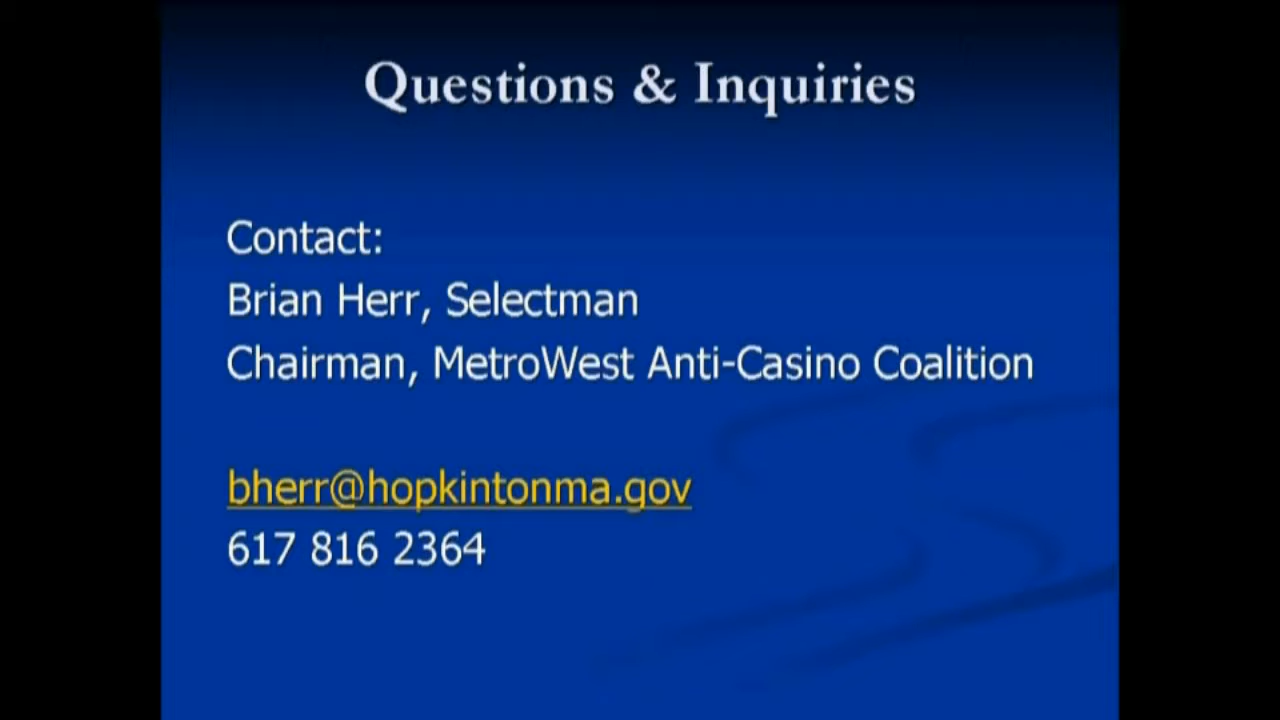 Questions & Inquiries
Contact:
Brian Herr, Selectman
Chairman, MetroWest Anti-Casino Coalition
bherr@hopkintonma.gov
617 816 2364